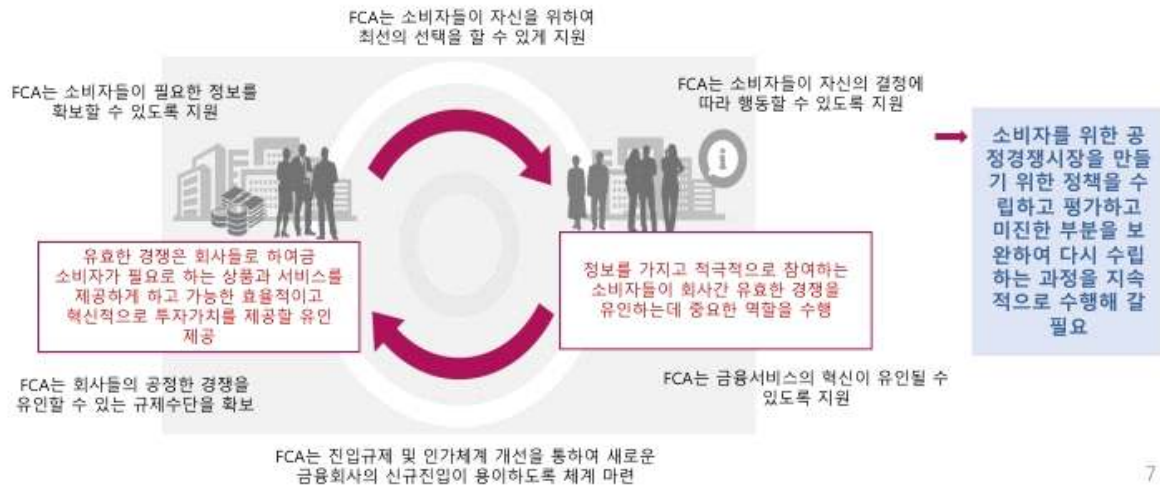 FCA는 소비자들이 자신을 위하여
최선의 선택을 할 수 있게 지원
FCA는 소비자들이 필요한 정보를
확보할 수 있도록 지원
FCA는 소비자들이 자신의 결정에
따라 행동할 수 있도록 지원
소비자를 위한 공
정경쟁시장을 만들
기 위한 정책을 수
립하고 평가하고
미진한 부분을 보
완하여 다시 수립
하는 과정을 지속
적으로 수행해 갈
필요
유효한 경쟁은 회사들로 하여금
소비자가 필요로 하는 상품과 서비스를
제공하게 하고 가능한 효율적이고
혁신적으로 투자가치를 제공할 유인
제공
정보를 가지고 적극적으로 참여하는
소비자들이 회사간 유효한 경쟁을
유인하는데 중요한 역할을 수행
FCA는 회사들의 공정한 경쟁을
유인할 수 있는 규제수단을 확보
FCA는 금융서비스의 혁신이 유인될 수
있도록 지원
FCA는 진입규제 및 인가체계 개선을 통하여 새로운
금융회사의 신규진입이 용이하도록 체계 마련
7